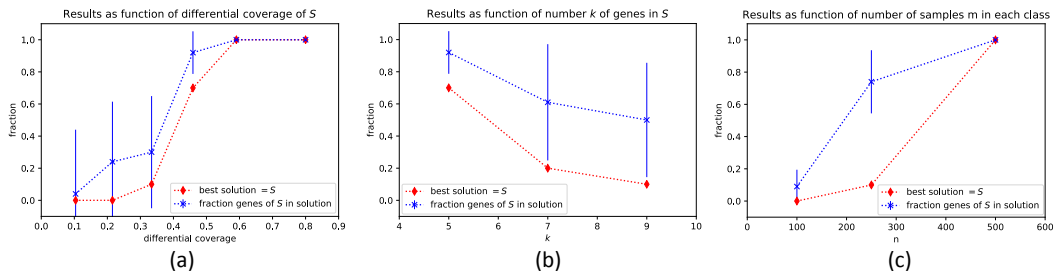 Results as function of differential coverage of S
fraction
1.0
0.8
0.6
0.4
0.2
0.0
best solution = S
fraction genes of S in solution
0.0 0.1 0.2 0.3 0.4 0.5 0.6 0.7 0.8 0.9
differential coverage
(a)
Results as function of number k of genes in S
fraction
1.0
0.8
0.6
0.4
0.2
0.0
best solution = S
fraction genes of S in solution
4 5 6 7 8 9 10
k
(b)
Results as function of number of samples m in each class
fraction
1.0
0.8
0.6
0.4
0.2
0.0
best solution = S
fraction genes of S in solution
0 100 200 300 400 500 600
n
(c)